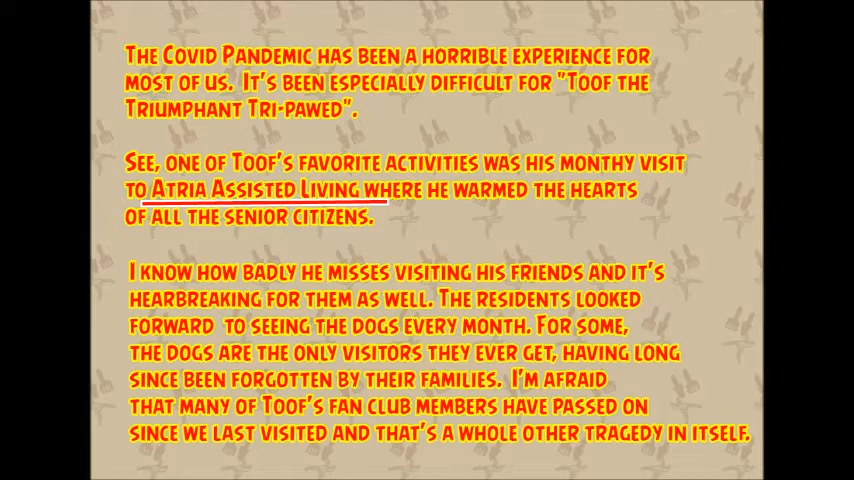 The Covid Pandemic has been a horrible experience for
most of us. It's been especially difficult for "Toof the
Triumphant Tri-pawed".
See, one of Toof's favorite activities was his monthy visit
to Atria Assisted Living where he warmed the hearts
of all the senior citizens.
I know how badly he misses visiting his friends and it's
hearbreaking for them as well. The residents looked
forward to seeing the dogs every month. For some,
the dogs are the only visitors they ever get, having long
since been forgotten by their families. I'm afraid
that many of Toof's fan club members have passed on
since we last visited and that's a whole other tragedy in itself.